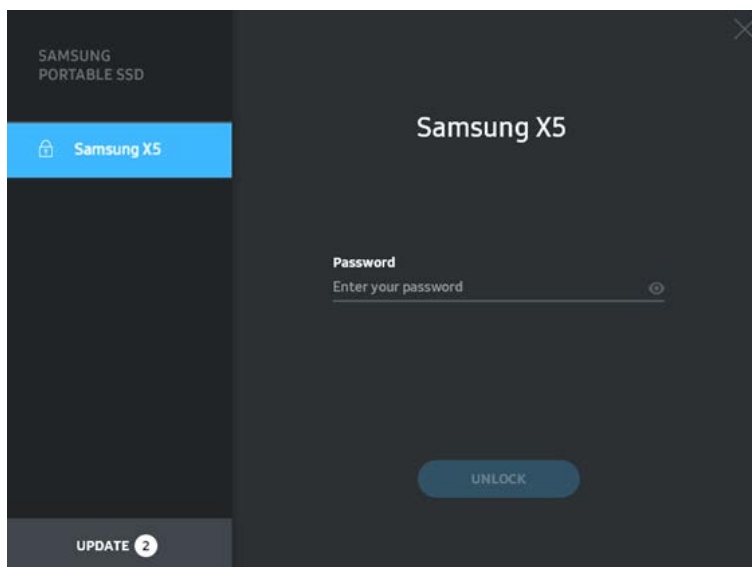 SAMSUNG
PORTABLE SSD
Samsung X5
Samsung X5
Password
Enter your password
UNLOCK
UPDATE 2